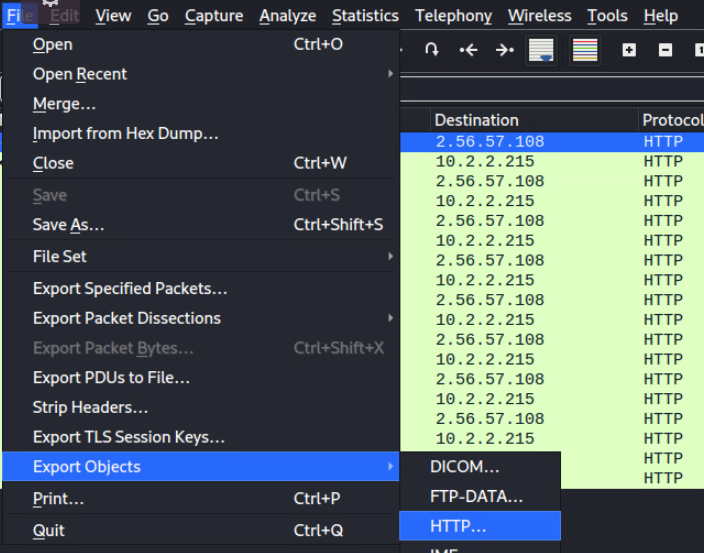 File Edit View Go Capture Analyze Statistics Telephony Wireless Tools Help
Open Ctrl+O
Open Recent
Merge...
Import from Hex Dump...
Close Ctrl+W
Save Ctrl+S
Save As... Ctrl+Shift+S
File Set
Export Specified Packets...
Export Packet Dissections
Export Packet Bytes... Ctrl+Shift+X
Export PDUs to File...
Strip Headers...
Export TLS Session Keys...
Export Objects
Print... Ctrl+P
Quit Ctrl+Q
DICOM...
FTP-DATA...
HTTP...
Destination Protocol
2.56.57.108 HTTP
10.2.2.215 HTTP
2.56.57.108 HTTP
10.2.2.215 HTTP
2.56.57.108 HTTP
10.2.2.215 HTTP
2.56.57.108 HTTP
10.2.2.215 HTTP
2.56.57.108 HTTP
10.2.2.215 HTTP
2.56.57.108 HTTP
10.2.2.215 HTTP
2.56.57.108 HTTP
10.2.2.215 HTTP
2.56.57.108 HTTP
10.2.2.215 HTTP
HTTP
HTTP